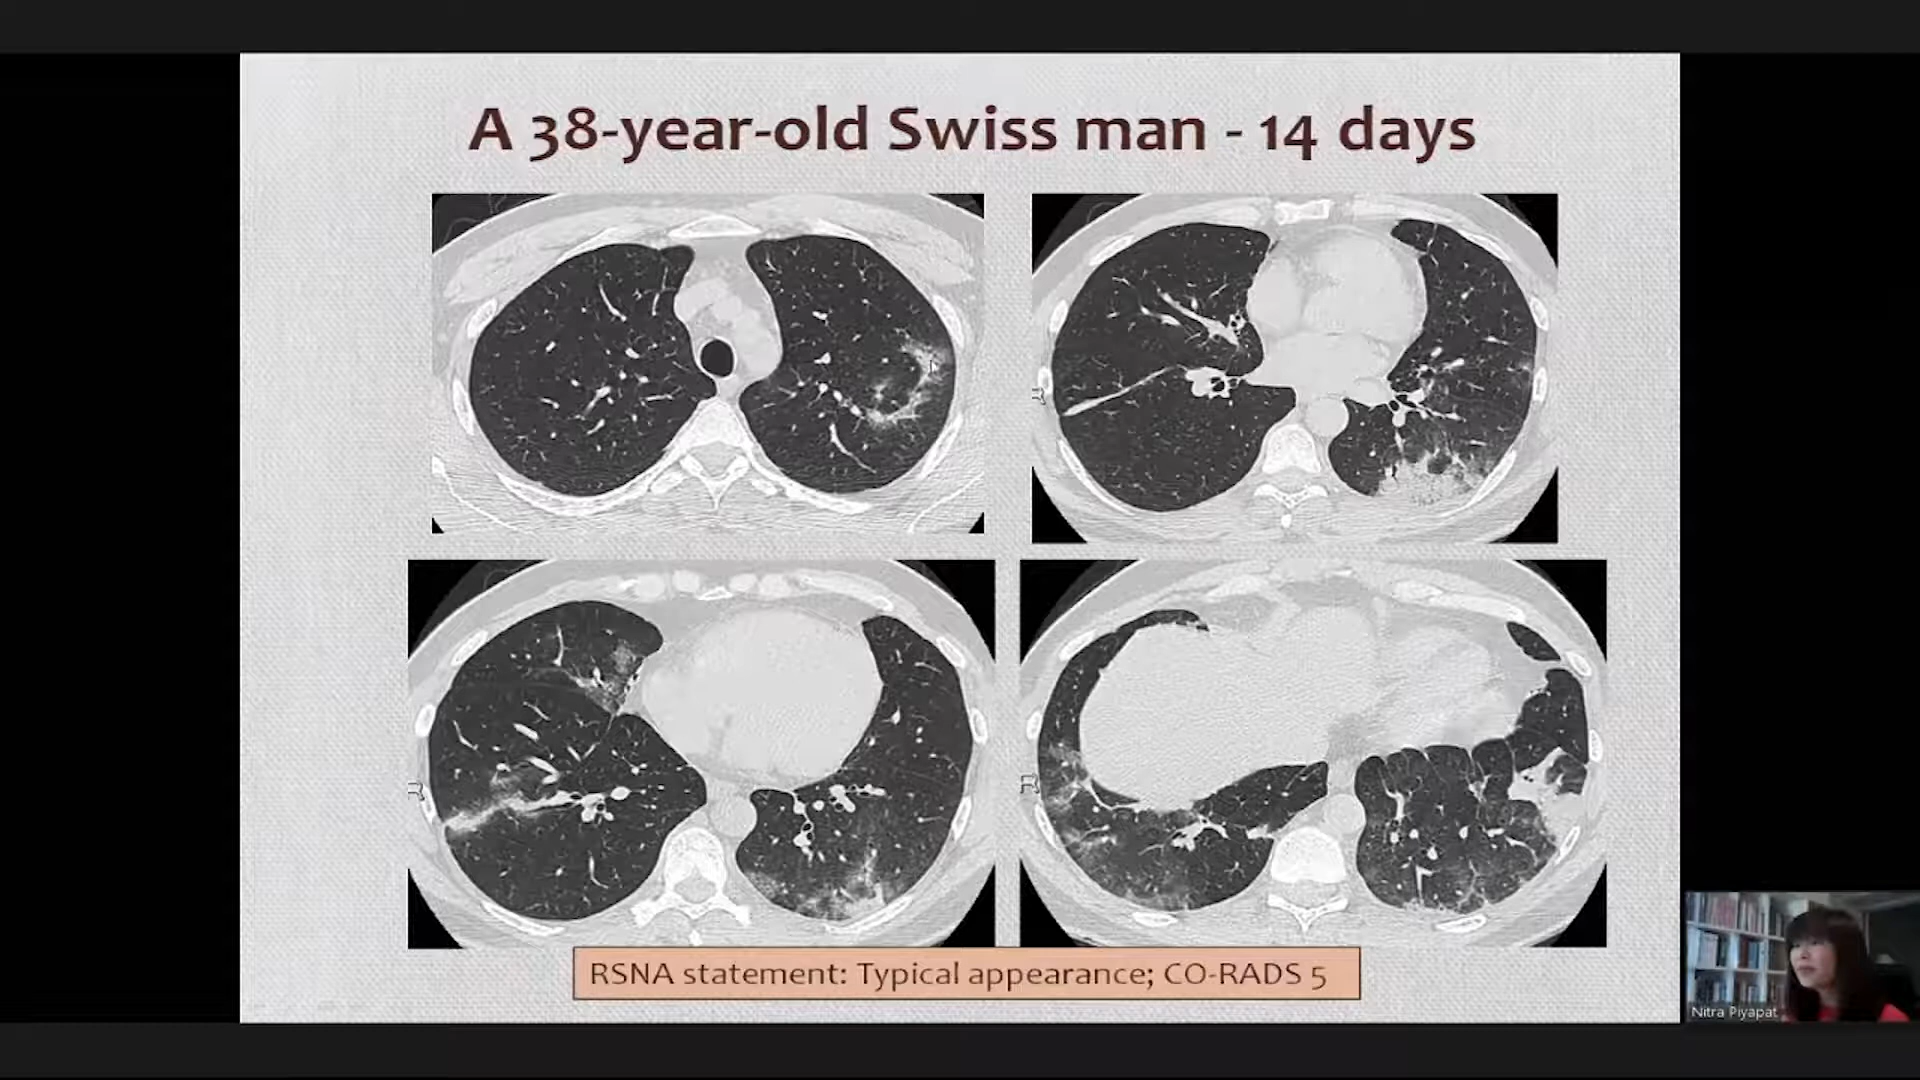 A 38-year-old Swiss man - 14 days
R
R
R
RSNA statement: Typical appearance; CO-RADS 5
Nitra Piyapat